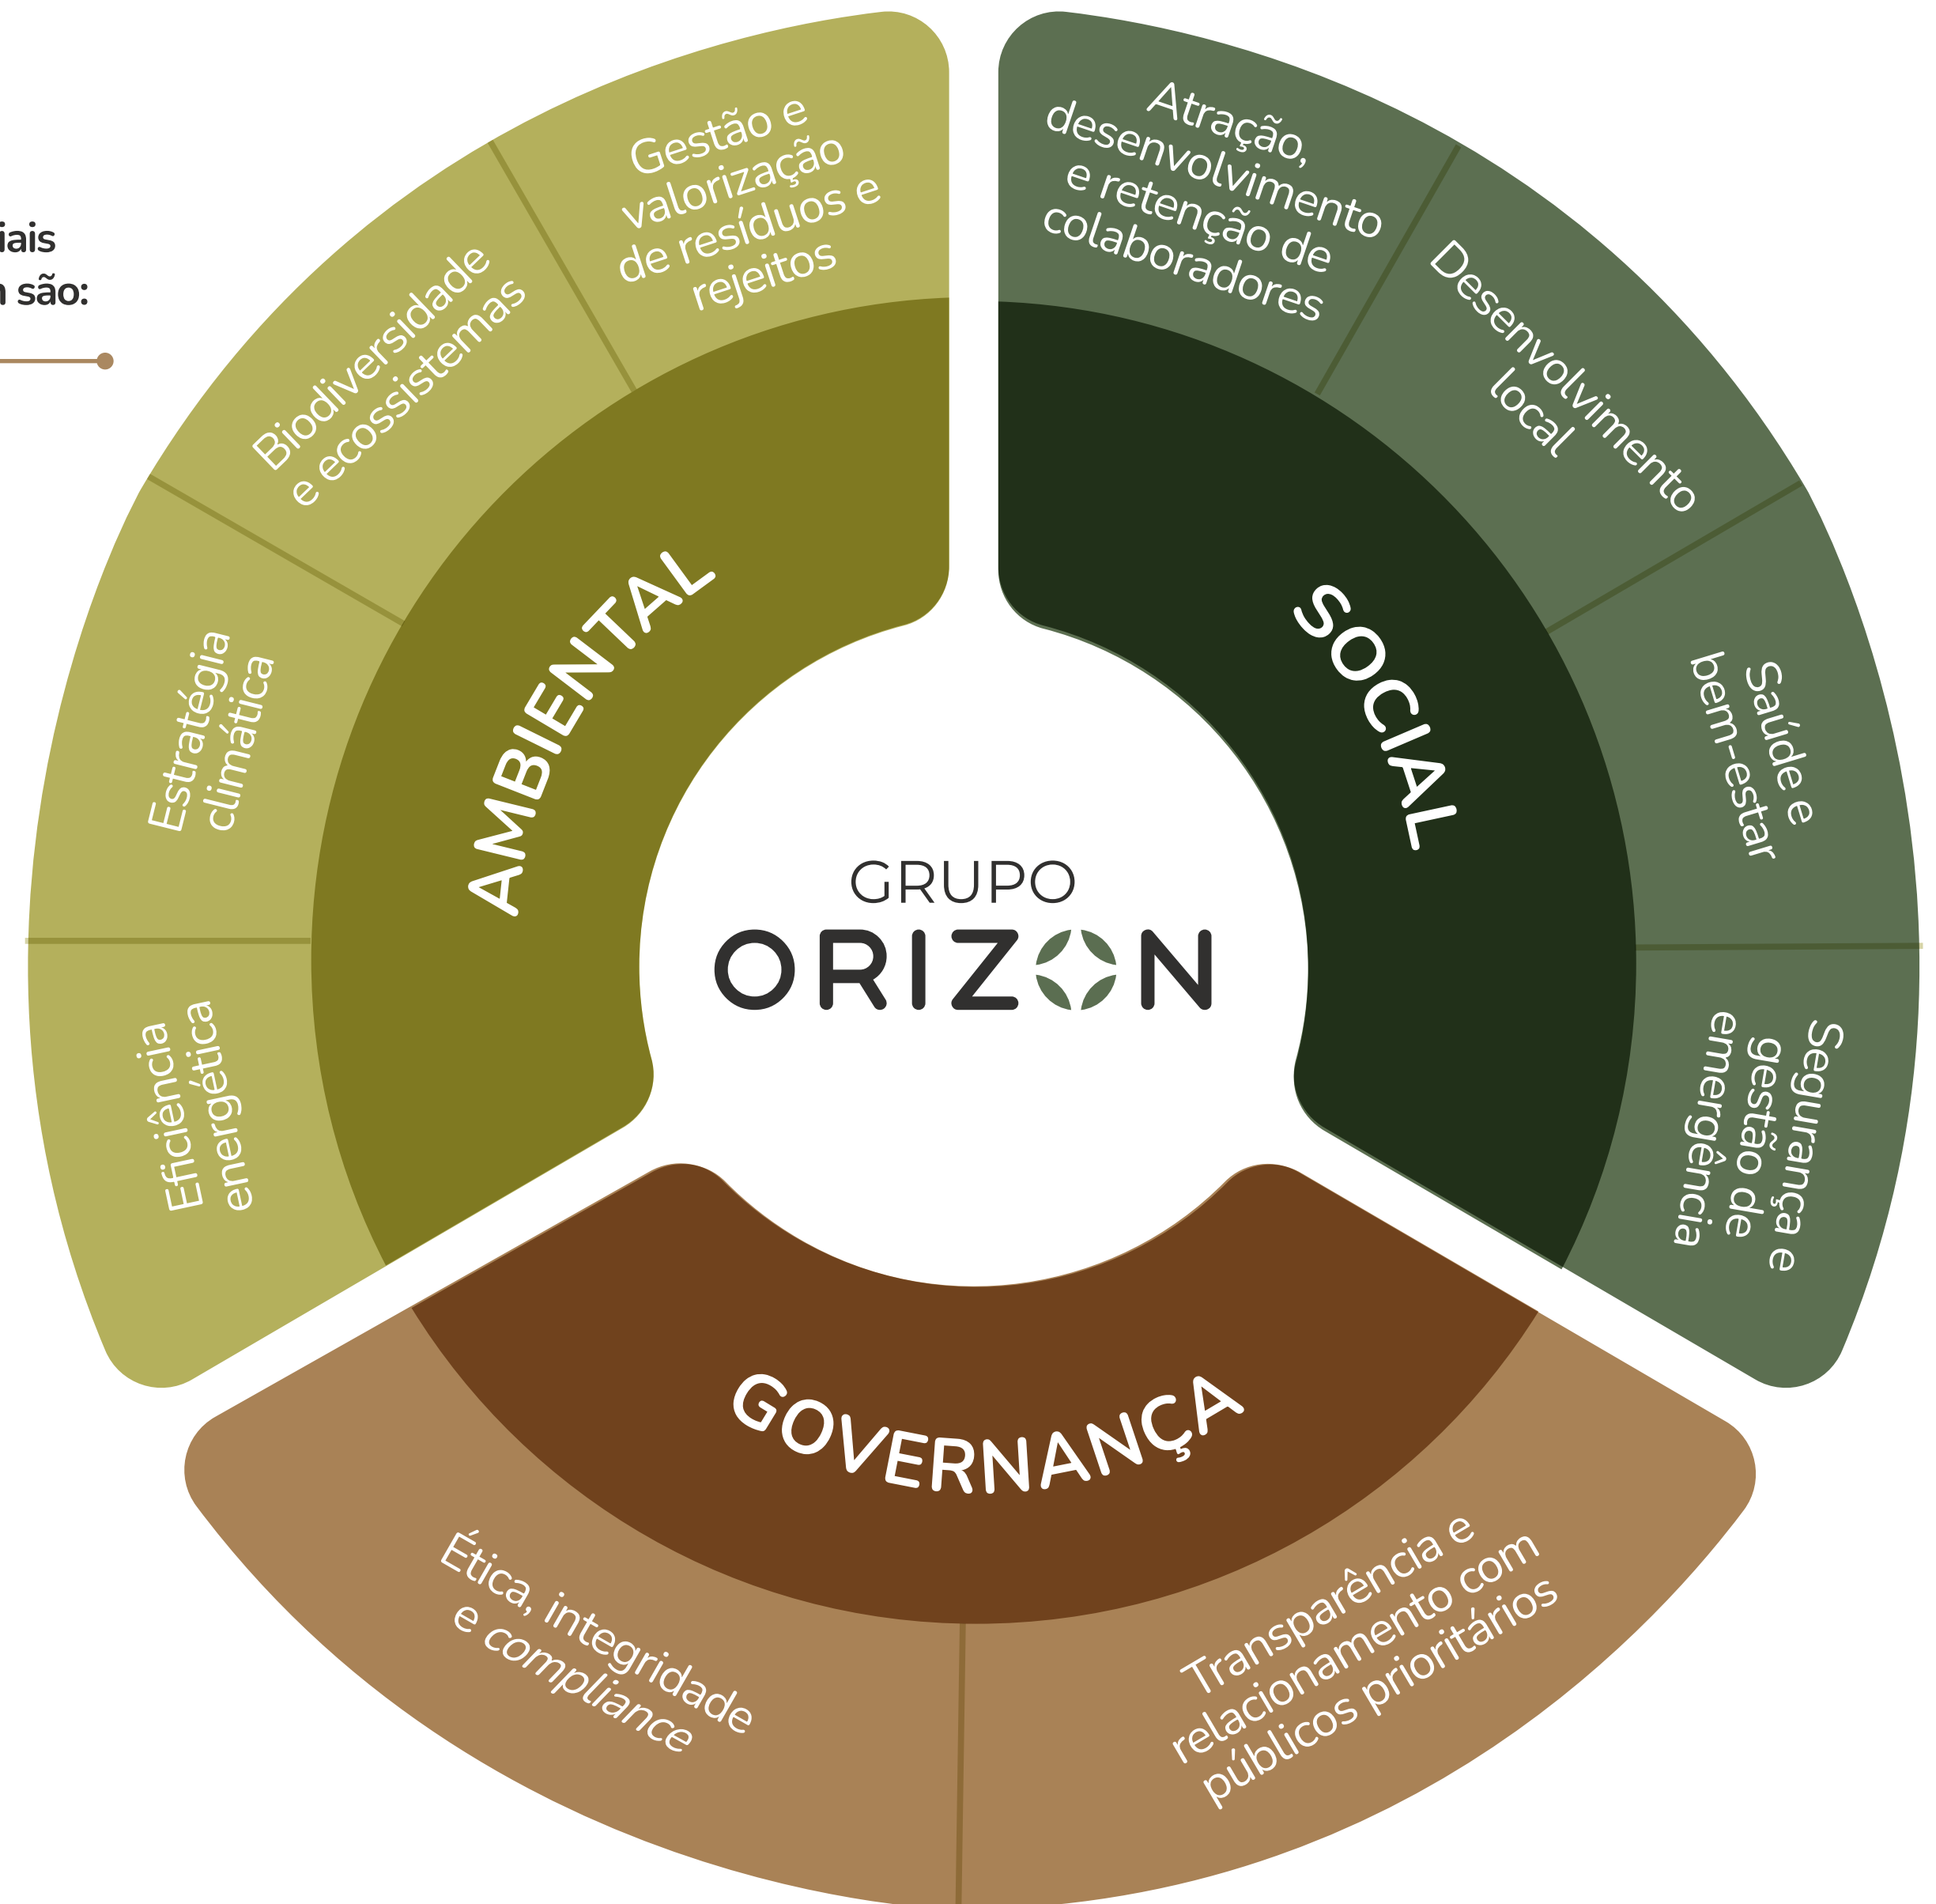 iais
são:
Gestão e
valorização
de resíduos e
rejeitos
Biodiversidade
e ecossistemas
Estratégia
climática
Eficiência
energética
AMBIENTAL
Atração,
desenvolvimento
e retenção de
colaboradores
Desenvolvimento
local
Saúde e
bem-estar
Segurança e
gestão de
emergência
SOCIAL
GRUPO
ORIZON
GOVERNANÇA
Ética, integridade
e compliance
Transparência e
relacionamento com
públicos prioritários